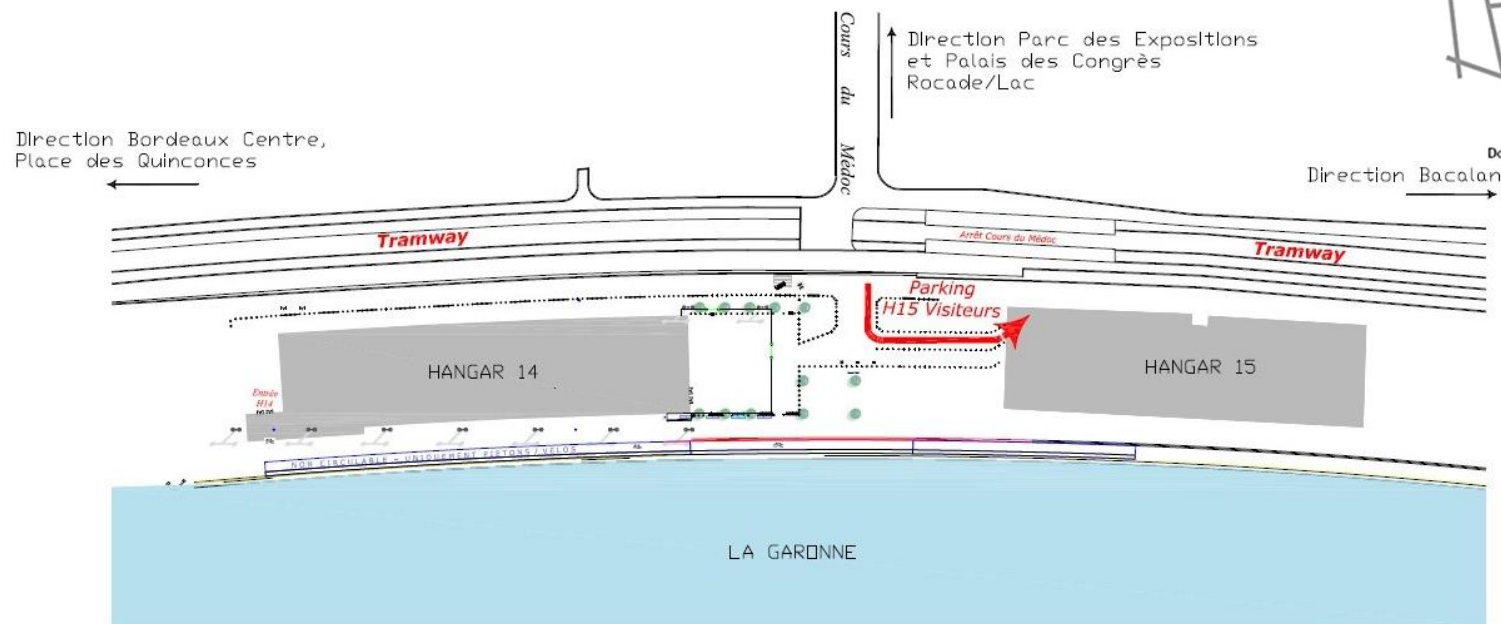 Cours du Médoc
Direction Parc des Expositions
et Palais des Congrès
Rocade/Lac
Direction Bordeaux Centre,
Place des Quinconces
Do
Direction Bacalan
Tramway
Arrêt Cours du Médoc
Tramway
Parking
H15 Visiteurs
HANGAR 14
HANGAR 15
Entrée
H14
NON CIRCULABLE - UNIQUEMENT PIETONS / VELOS
LA GARONNE